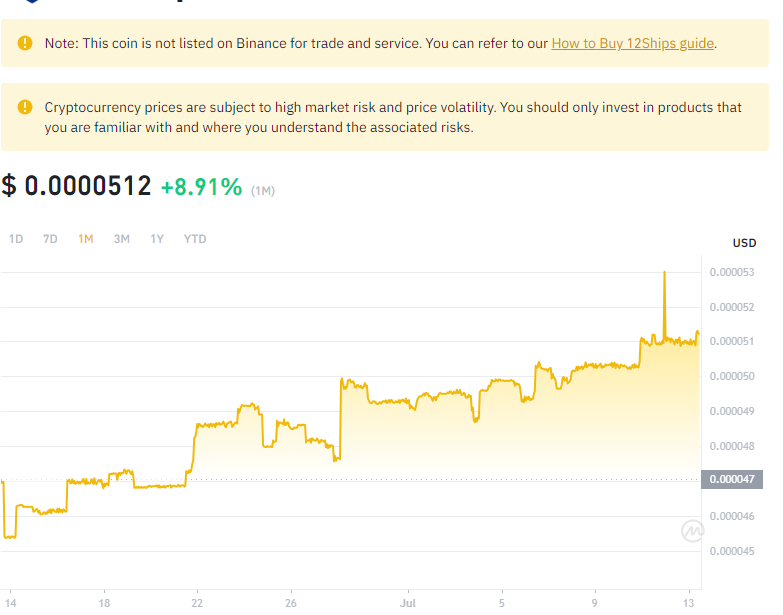 Note: This coin is not listed on Binance for trade and service. You can refer to our How to Buy 12Ships guide.
Cryptocurrency prices are subject to high market risk and price volatility. You should only invest in products that
you are familiar with and where you understand the associated risks.
$ 0.0000512 +8.91% (1M)
1D 7D 1M 3M 1Y YTD
USD
0.000053
0.000052
0.000051
0.000050
0.000049
0.000048
0.000047
0.000046
0.000045
14 18 22 26 Jul 5 9 13